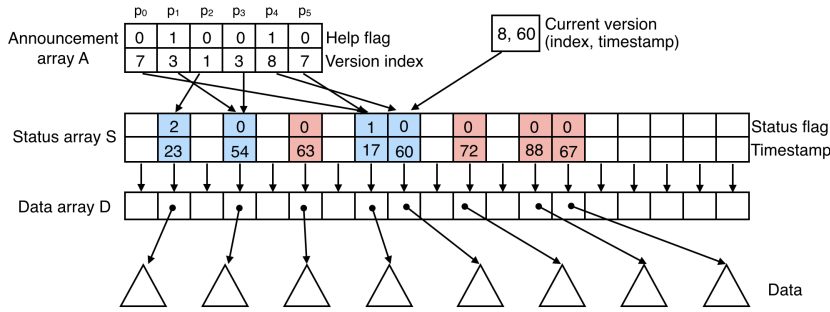 p₀ p₁ p₂ p₃ p₄ p₅
Announcement
array A
0 1 0 0 1 0 Help flag
7 3 1 3 8 7 Version index
8, 60
Current version
(index, timestamp)
Status array S
2 0 0 1 0 0 0 0 Status flag
23 54 63 17 60 72 88 67 Timestamp
Data array D
Data